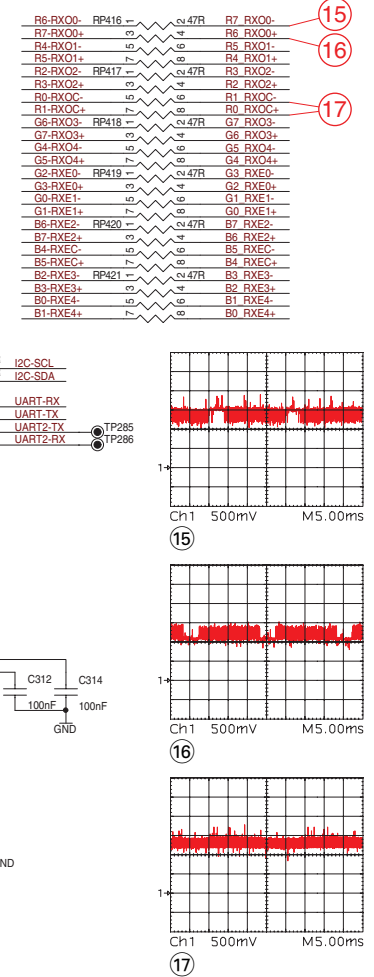 15
R6-RXO0- RP416 1 2 47R R7_RXO0-
R7-RXO0+ 3 4 R6_RXO0+
16
R4-RXO1- 5 6 R5_RXO1-
R5-RXO1+ 7 8 R4_RXO1+
R2-RXO2- RP417 1 2 47R R3_RXO2-
R3-RXO2+ 3 4 R2_RXO2+
R0-RXOC- 5 6 R1_RXOC-
17
R1-RXOC+ 7 8 R0_RXOC+
G6-RXO3- RP418 1 2 47R G7_RXO3-
G7-RXO3+ 3 4 G6_RXO3+
G4-RXO4- 5 6 G5_RXO4-
G5-RXO4+ 7 8 G4_RXO4+
G2-RXE0- RP419 1 2 47R G3_RXE0-
G3-RXE0+ 3 4 G2_RXE0+
G0-RXE1- 5 6 G1_RXE1-
G1-RXE1+ 7 8 G0_RXE1+
B6-RXE2- RP420 1 2 47R B7_RXE2-
B7-RXE2+ 3 4 B6_RXE2+
B4-RXEC- 5 6 B5_RXEC-
B5-RXEC+ 7 8 B4_RXEC+
B2-RXE3- RP421 1 2 47R B3_RXE3-
B3-RXE3+ 3 4 B2_RXE3+
B0-RXE4- 5 6 B1_RXE4-
B1-RXE4+ 7 8 B0_RXE4+
I2C-SCL
I2C-SDA
UART-RX
UART-TX
UART2-TX TP285
UART2-RX TP286
1
Ch1 500mV M5.00ms
15
1
Ch1 500mV M5.00ms
16
C312 C314
100nF 100nF
GND
ND
1
Ch1 500mV M5.00ms
17